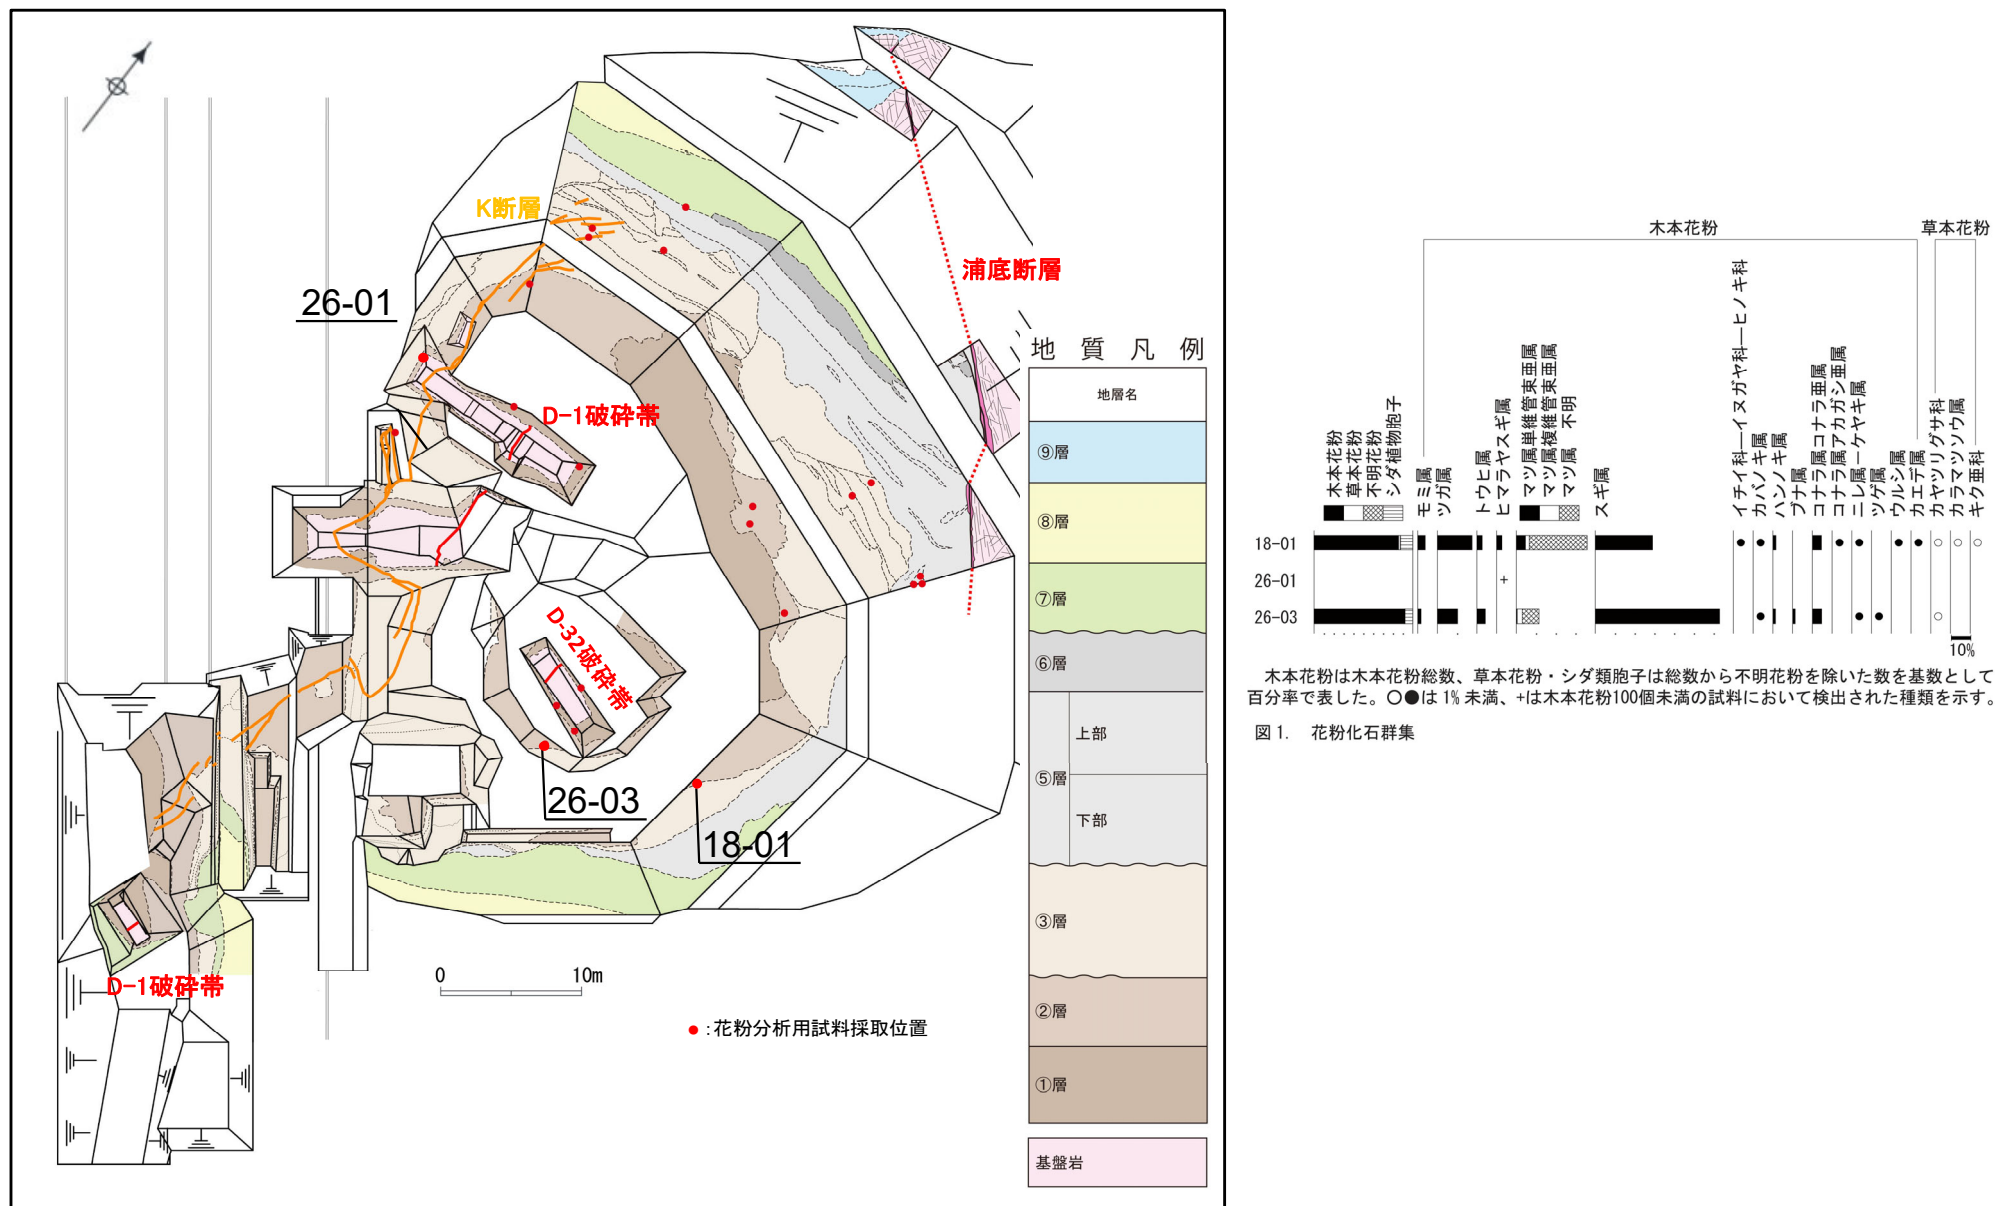 K断層
浦底断層
26-01
D-1破砕帯
D-32破砕帯
26-03
18-01
D-1破砕帯
0 10m
●:花粉分析用試料採取位置
地質凡例
地層名
⑨層
⑧層
⑦層
⑥層
上部
⑤層
下部
③層
②層
①層
基盤岩
木本花粉
草本花粉
木本花粉
草本花粉
不明花粉
シダ植物胞子
モミ属
ツガ属
トウヒ属
ヒマラヤスギ属
マツ属単維管束亜属
マツ属複維管束亜属
マツ属 不明
スギ属
イチイ科―イヌガヤ科―ヒノキ科
カバノキ属
ハンノキ属
ブナ属
コナラ属コナラ亜属
コナラ属アカガシ亜属
ニレ属―ケヤキ属
ツゲ属
ウルシ属
カエデ属
カヤツリグサ科
カラマツソウ属
キク亜科
18-01
26-01
+
26-03
10%
木本花粉は木本花粉総数、草本花粉・シダ類胞子は総数から不明花粉を除いた数を基数として
百分率で表した。〇●は1%未満、+は木本花粉100個未満の試料において検出された種類を示す。
図1. 花粉化石群集